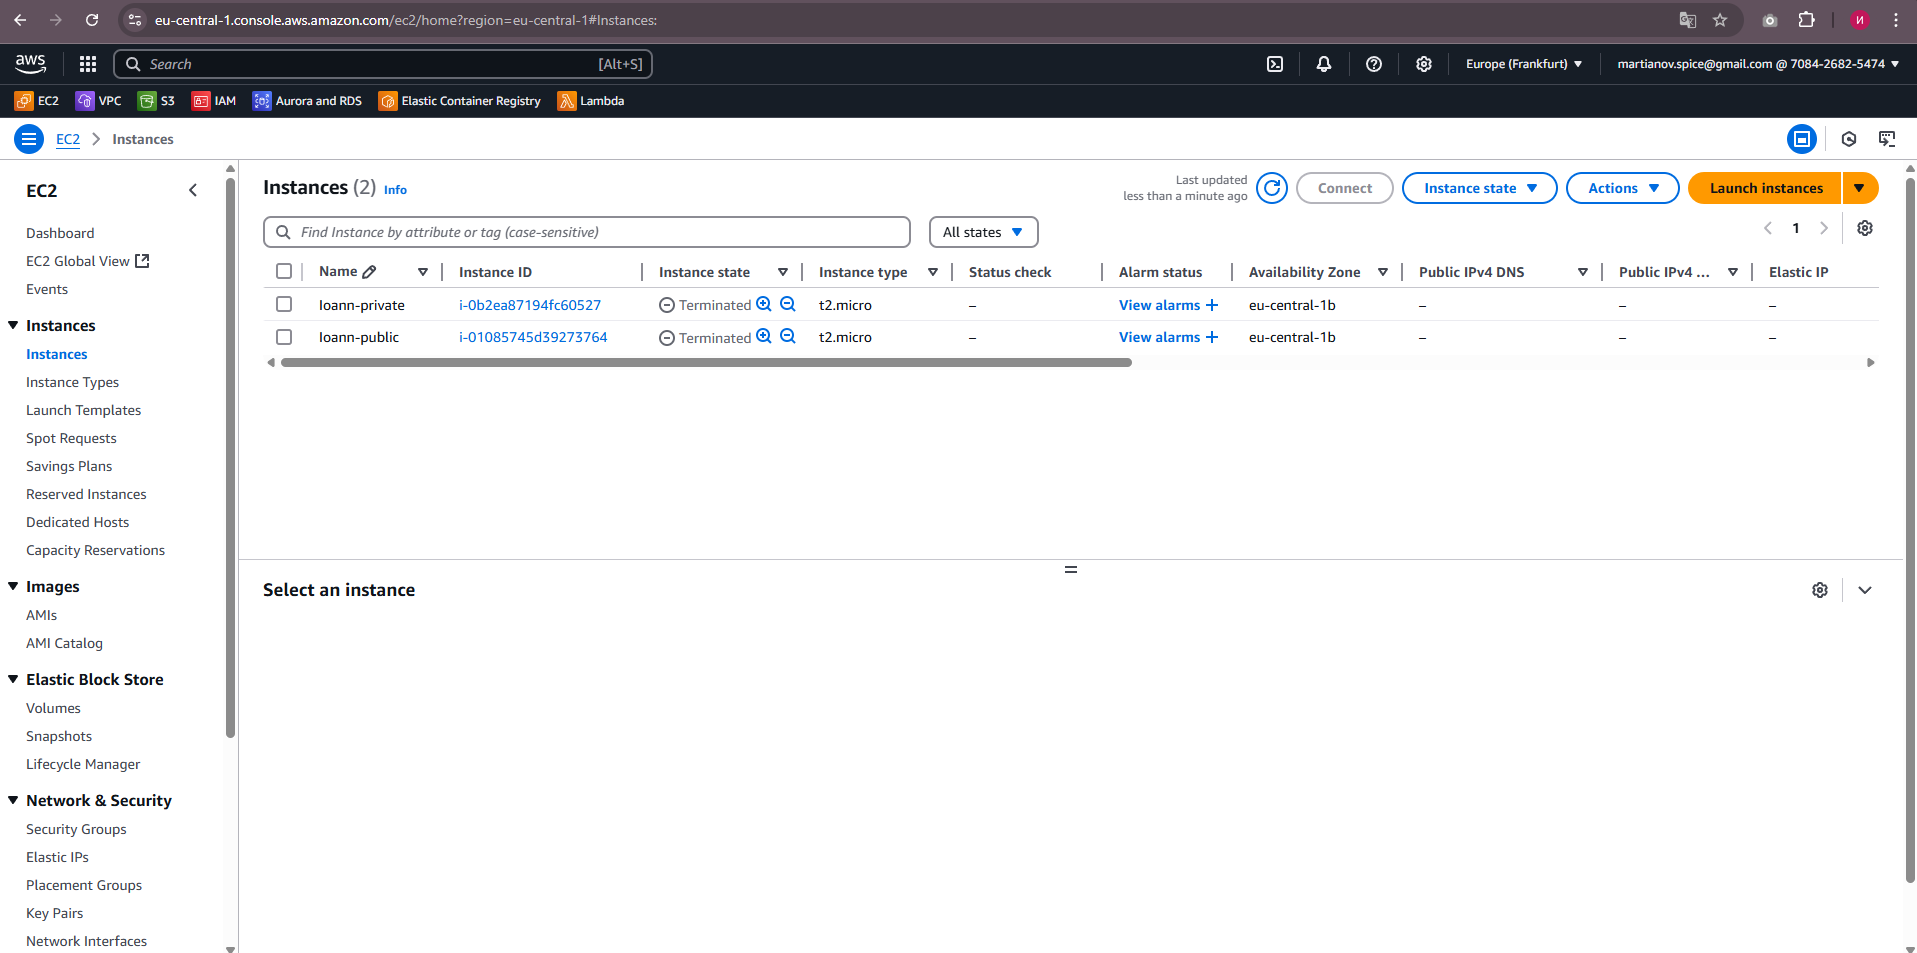 eu-central-1.console.aws.amazon.com/ec2/home?region=eu-central-1#Instances:
И
aws
Search
[Alt+S]
Europe (Frankfurt)
martianov.spice@gmail.com @ 7084-2682-5474
EC2
VPC
S3
IAM
Aurora and RDS
Elastic Container Registry
Lambda
EC2
Instances
EC2
Dashboard
EC2 Global View
Events
Instances
Instances
Instance Types
Launch Templates
Spot Requests
Savings Plans
Reserved Instances
Dedicated Hosts
Capacity Reservations
Images
AMIs
AMI Catalog
Elastic Block Store
Volumes
Snapshots
Lifecycle Manager
Network & Security
Security Groups
Elastic IPs
Placement Groups
Key Pairs
Network Interfaces
Instances (2) Info
Last updated
less than a minute ago
Connect
Instance state
Actions
Launch instances
Find Instance by attribute or tag (case-sensitive)
All states
1
Name Instance ID Instance state Instance type Status check Alarm status Availability Zone Public IPv4 DNS Public IPv4 ... Elastic IP
Ioann-private i-0b2ea87194fc60527 Terminated t2.micro – View alarms + eu-central-1b – – –
Ioann-public i-01085745d39273764 Terminated t2.micro – View alarms + eu-central-1b – – –
Select an instance